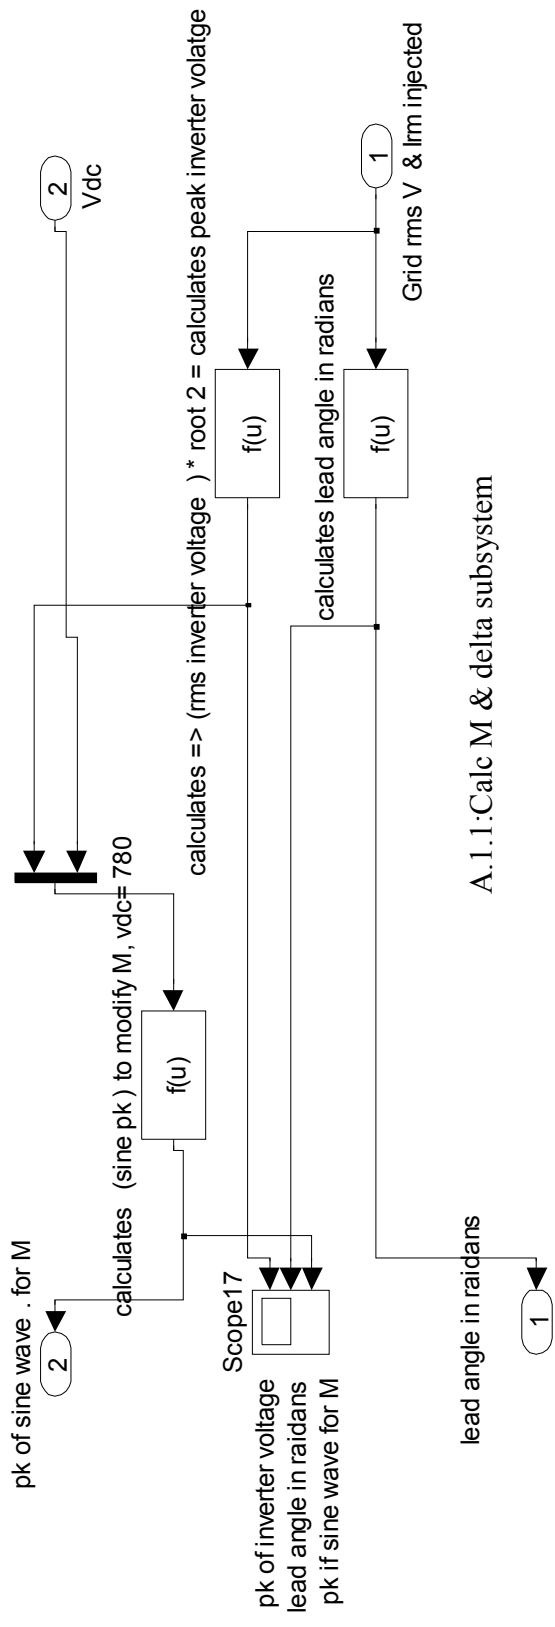 pk of sine wave . for M
2
2
Vdc
calculates (sine pk ) to modify M, vdc= 780
f(u)
calculates => (rms inverter voltage ) * root 2 = calculates peak inverter volatge
Scope17
f(u)
pk of inverter voltage
lead angle in raidans
pk if sine wave for M
calculates lead angle in radians
f(u)
1
Grid rms V & Irm injected
lead angle in raidans
1
A.1.1:Calc M & delta subsystem